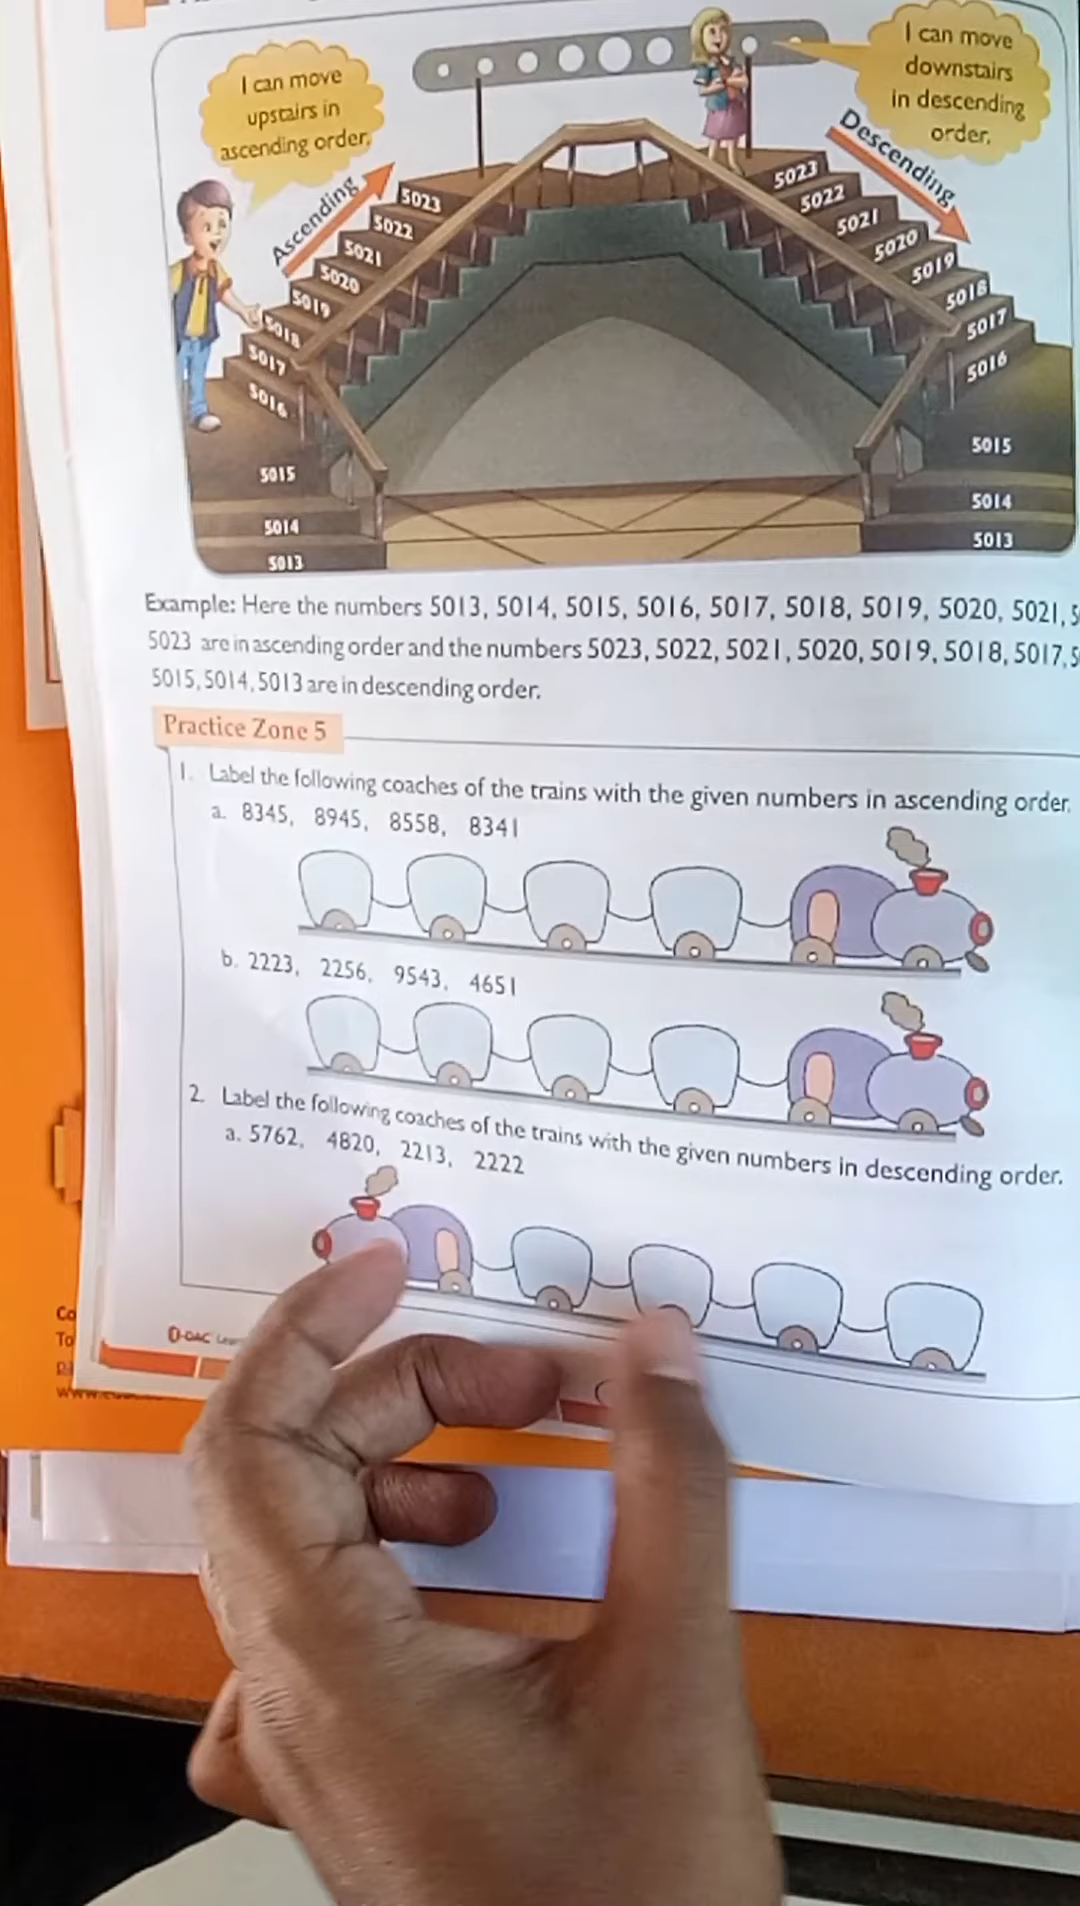 I can move
upstairs in
ascending order.
I can move
downstairs
in descending
order.
Ascending
Descending
5023
5022
5021
5020
5019
5018
5017
5016
5015
5014
5013
5023
5022
5021
5020
5019
5018
5017
5016
5015
5014
5013
Example: Here the numbers 5013, 5014, 5015, 5016, 5017, 5018, 5019, 5020, 5021,
5023 are in ascending order and the numbers 5023, 5022, 5021, 5020, 5019, 5018, 5017,
5015, 5014, 5013 are in descending order.
Practice Zone 5
1. Label the following coaches of the trains with the given numbers in ascending order.
a. 8345, 8945, 8558, 8341
b. 2223, 2256, 9543, 4651
2. Label the following coaches of the trains with the given numbers in descending order.
a. 5762, 4820, 2213, 2222
Co
To